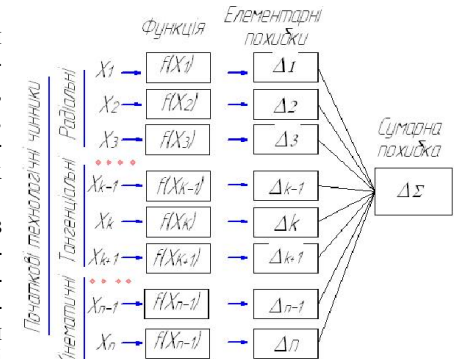 Функція
Елементарні похибки
Сумарна похибка
Початкові технологічні чинники
Радіальні
X1 f(X1) Δ1
X2 f(X2) Δ2
X3 f(X3) Δ3
Тангенціальні
Xk-1 f(Xk-1) Δk-1
Xk f(Xk) Δk
Xk+1 f(Xk+1) Δk+1
ΔΣ
Кінематичні
Xn-1 f(Xn-1) Δn-1
Xn f(Xn-1) Δn